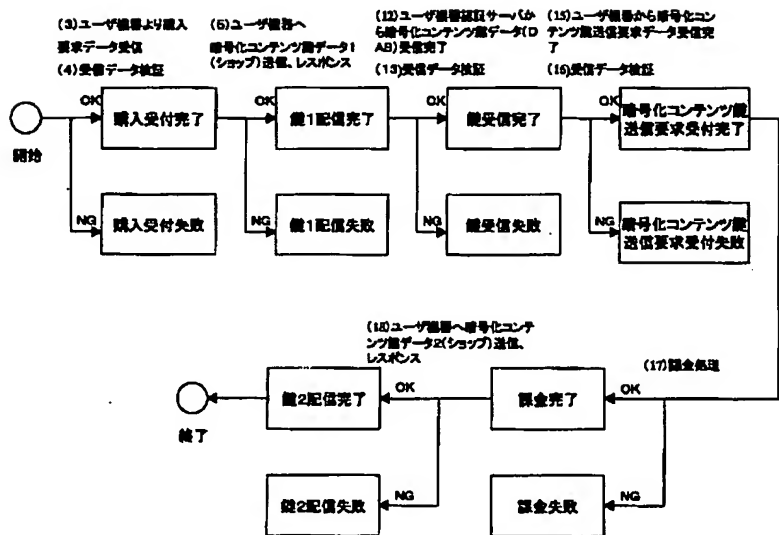 (3)ユーザ機器より購入
要求データ受信
(4)受信データ検証
(5)ユーザ機器へ
暗号化コンテンツ鍵データ1
(ショップ)送信、レスポンス
(12)ユーザ機器認証サーバか
ら暗号化コンテンツ鍵データ(D
AS)受信完了
(13)受信データ検証
(15)ユーザ機器から暗号化コン
テンツ鍵送信要求データ受信完
了
(16)受信データ検証
開始
OK
購入受付完了
OK
鍵1配信完了
OK
鍵受信完了
OK
暗号化コンテンツ鍵
送信要求受付完了
NG
購入受付失敗
NG
鍵1配信失敗
NG
鍵受信失敗
NG
暗号化コンテンツ鍵
送信要求受付失敗
(18)ユーザ機器へ暗号化コンテ
ンツ鍵データ2(ショップ)送信、
レスポンス
(17)課金処理
終了
鍵2配信完了
OK
課金完了
OK
鍵2配信失敗
NG
課金失敗
NG